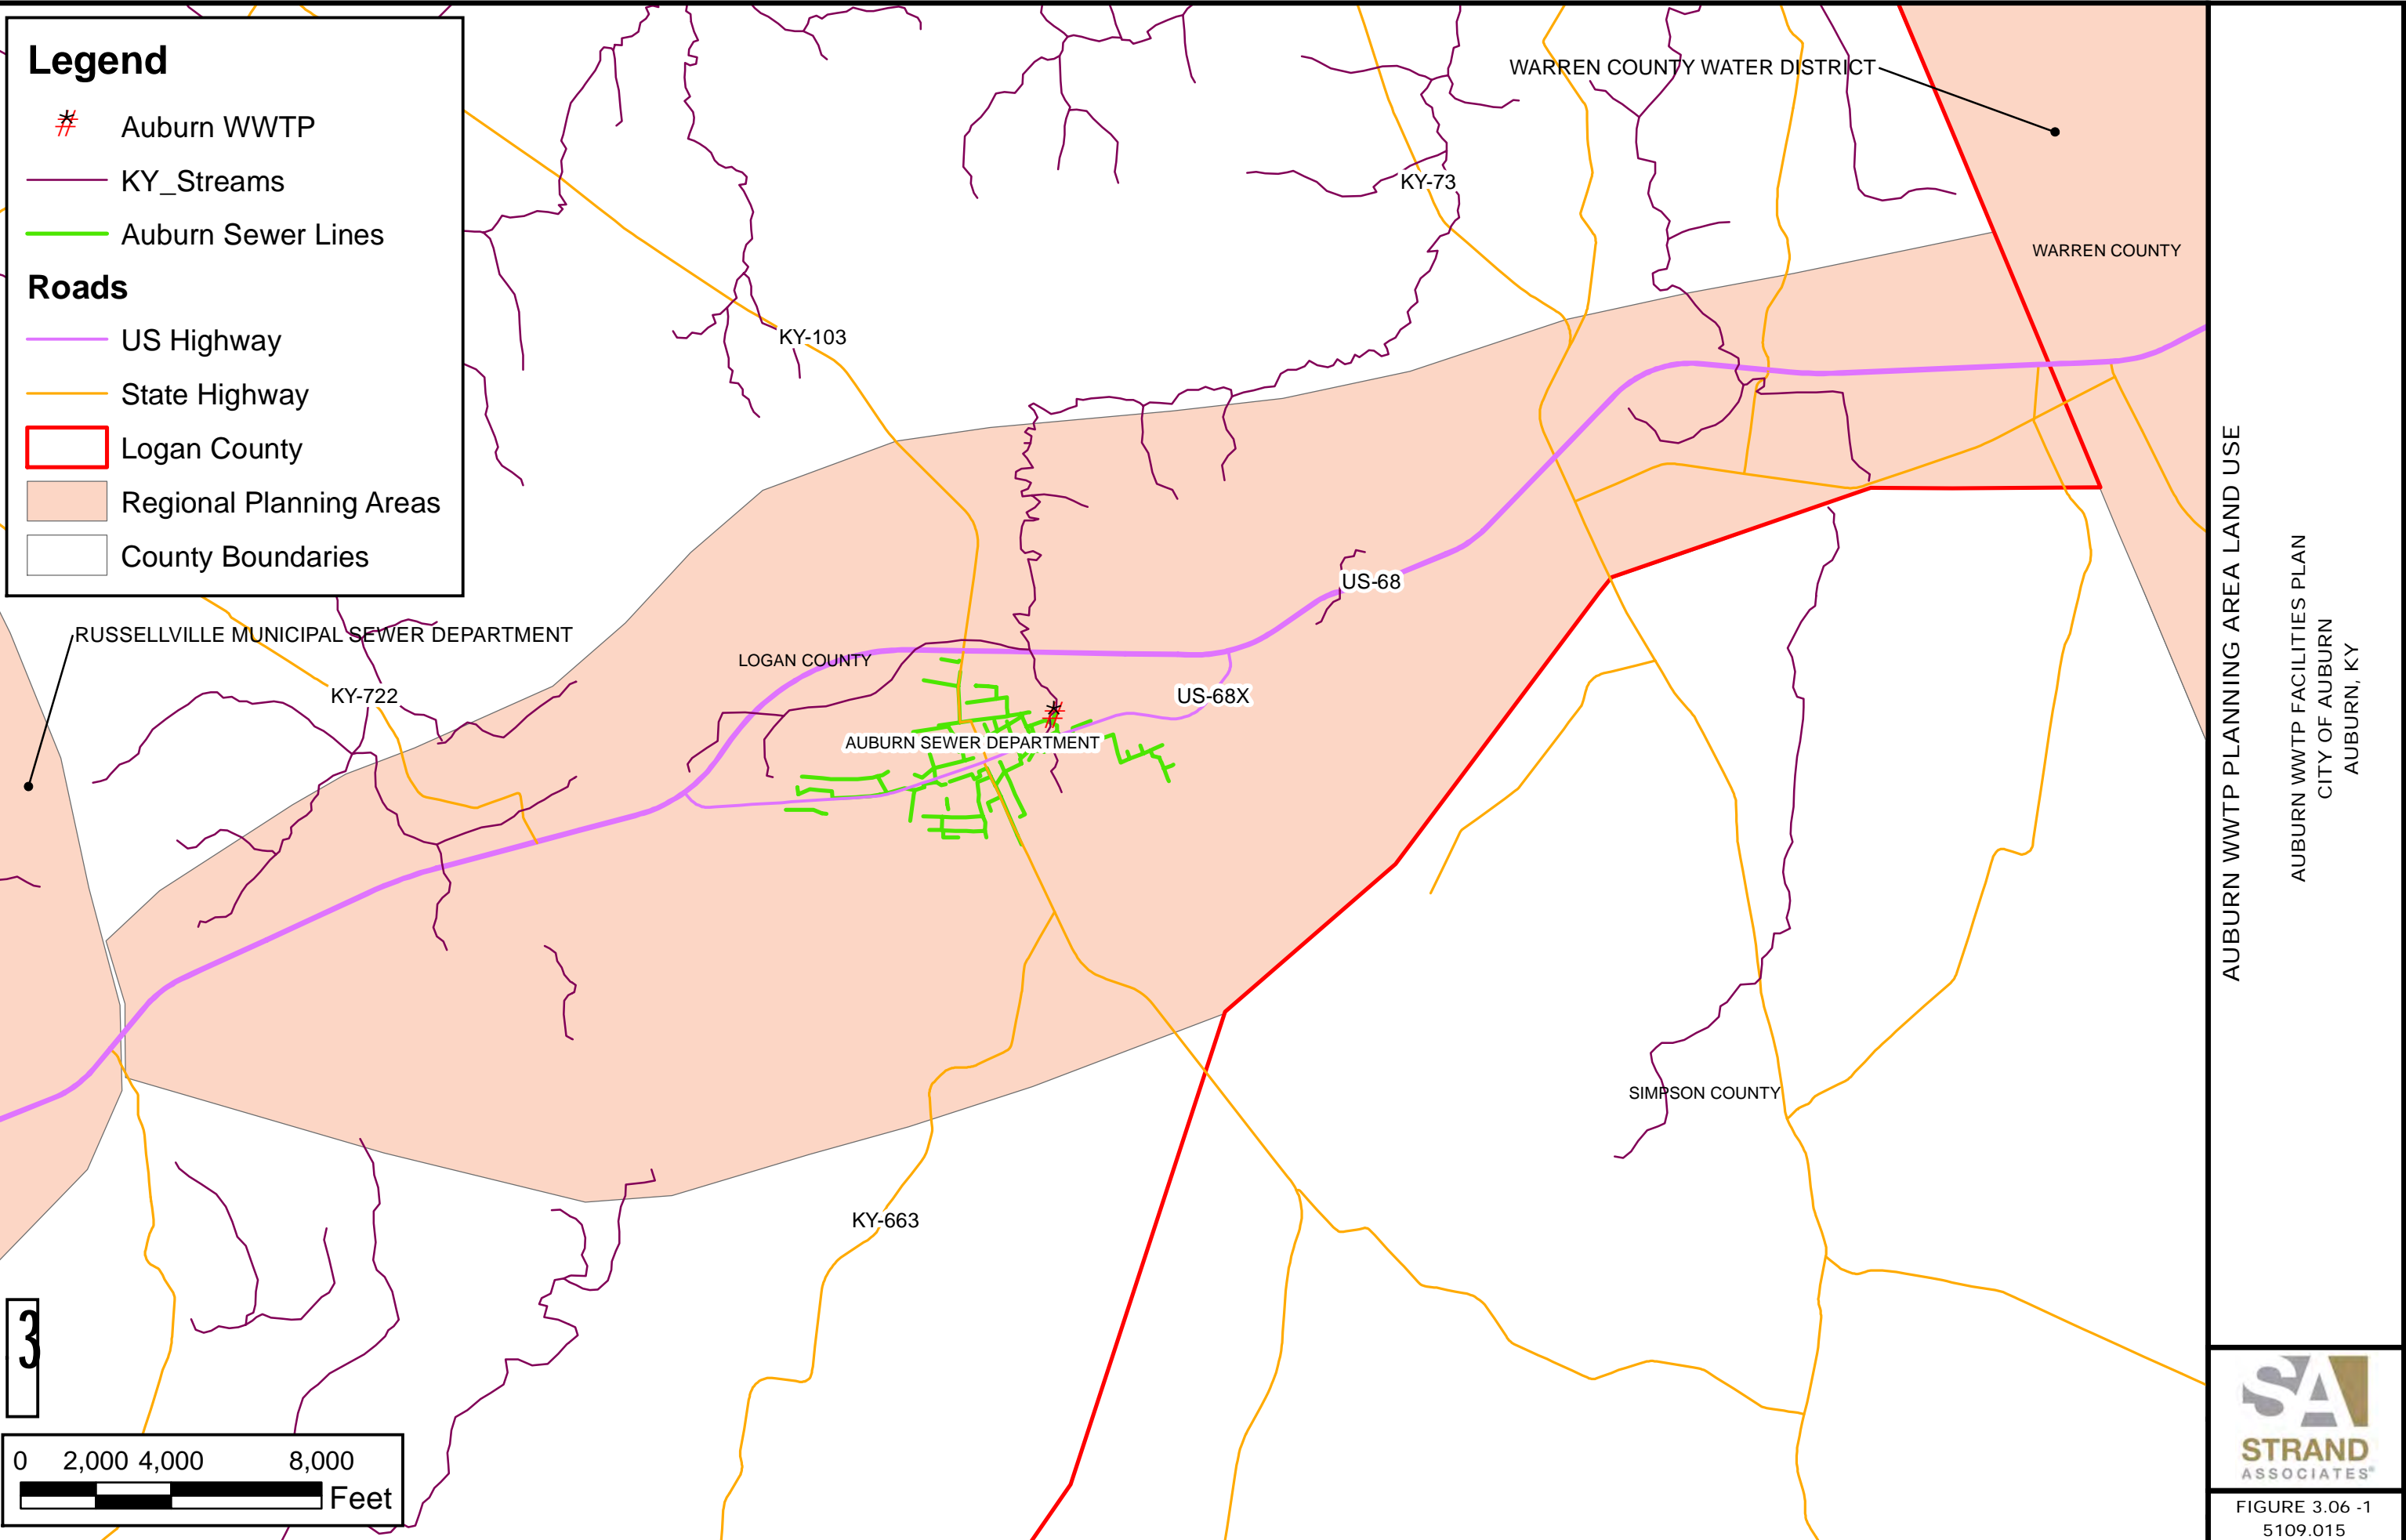 Legend
Auburn WWTP
KY_Streams
Auburn Sewer Lines
Roads
US Highway
State Highway
Logan County
Regional Planning Areas
County Boundaries
WARREN COUNTY WATER DISTRICT
KY-73
WARREN COUNTY
KY-103
US-68
RUSSELLVILLE MUNICIPAL SEWER DEPARTMENT
LOGAN COUNTY
KY-722
US-68X
AUBURN SEWER DEPARTMENT
SIMPSON COUNTY
KY-663
3
0 2,000 4,000 8,000
Feet
AUBURN WWTP PLANNING AREA LAND USE
AUBURN WWTP FACILITIES PLAN
CITY OF AUBURN
AUBURN, KY
SA
STRAND
ASSOCIATES®
FIGURE 3.06 -1
5109.015